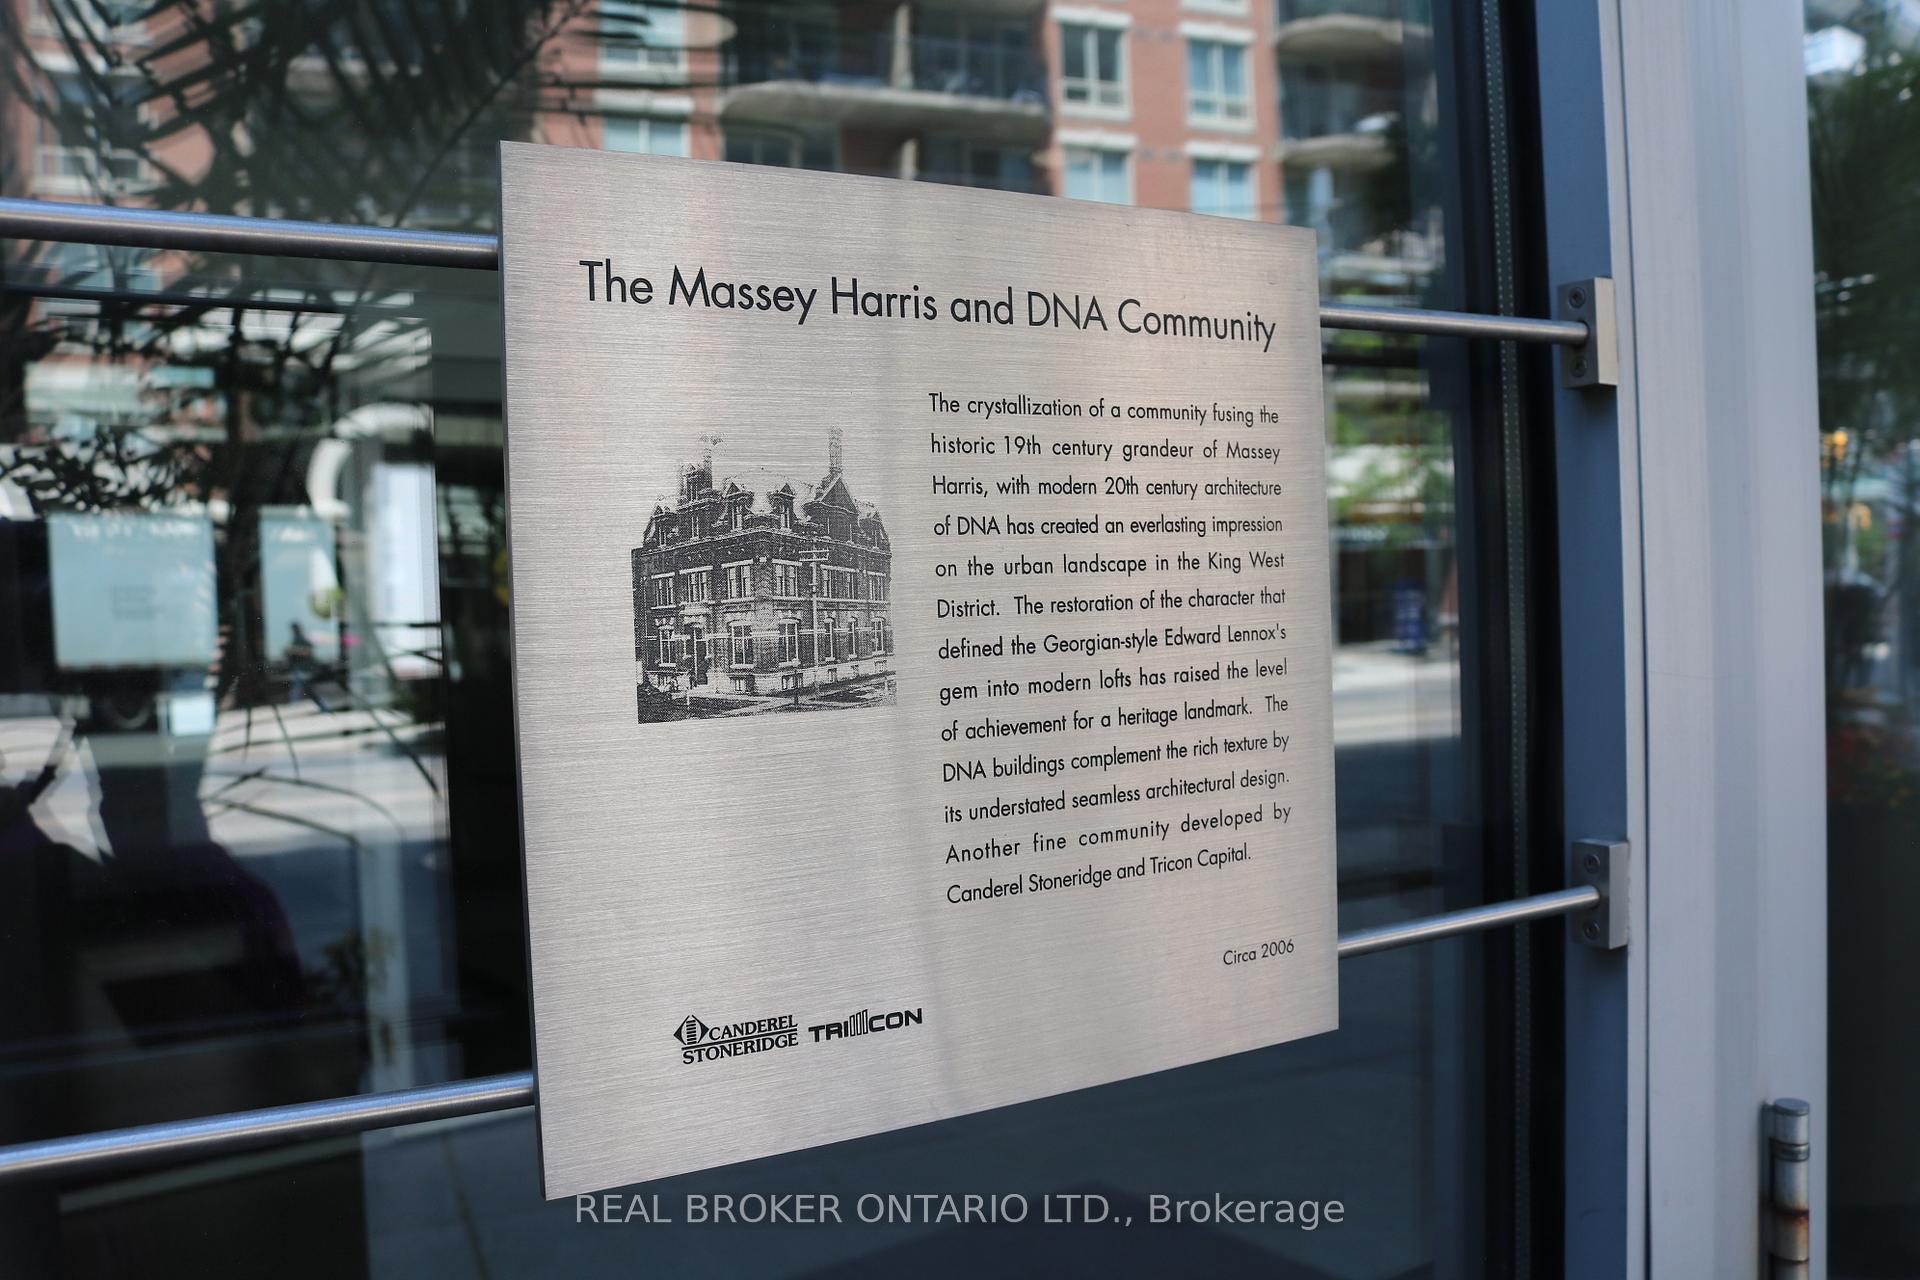 The Massey Harris and DNA Community
The crystallization of a community fusing the
historic 19th century grandeur of Massey
Harris, with modern 20th century architecture
of DNA has created an everlasting impression
on the urban landscape in the King West
District. The restoration of the character that
defined the Georgian-style Edward Lennox's
gem into modern lofts has raised the level
of achievement for a heritage landmark. The
DNA buildings complement the rich texture by
its understated seamless architectural design.
Another fine community developed by
Canderel Stoneridge and Tricon Capital.
Circa 2006
CANDEREL
STONERIDGE
TRICON
REAL BROKER ONTARIO LTD., Brokerage